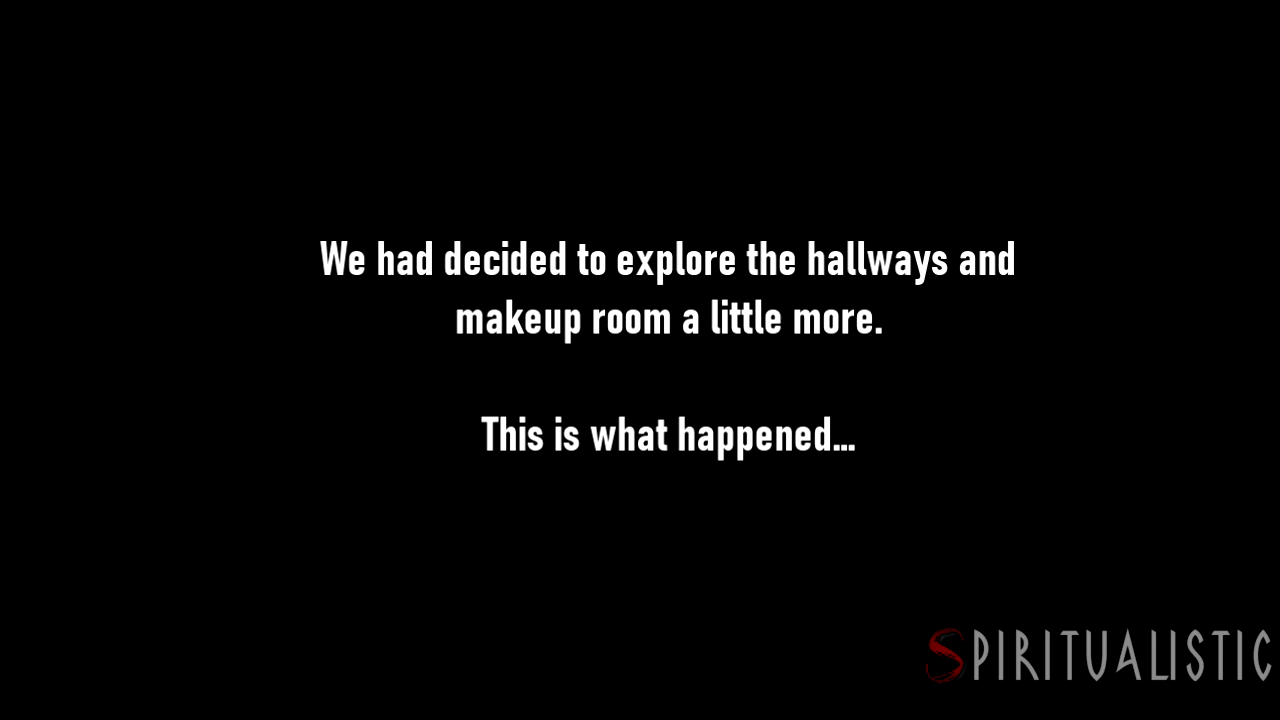 We had decided to explore the hallways and
makeup room a little more.
This is what happened...
SPIRITUALISTIC